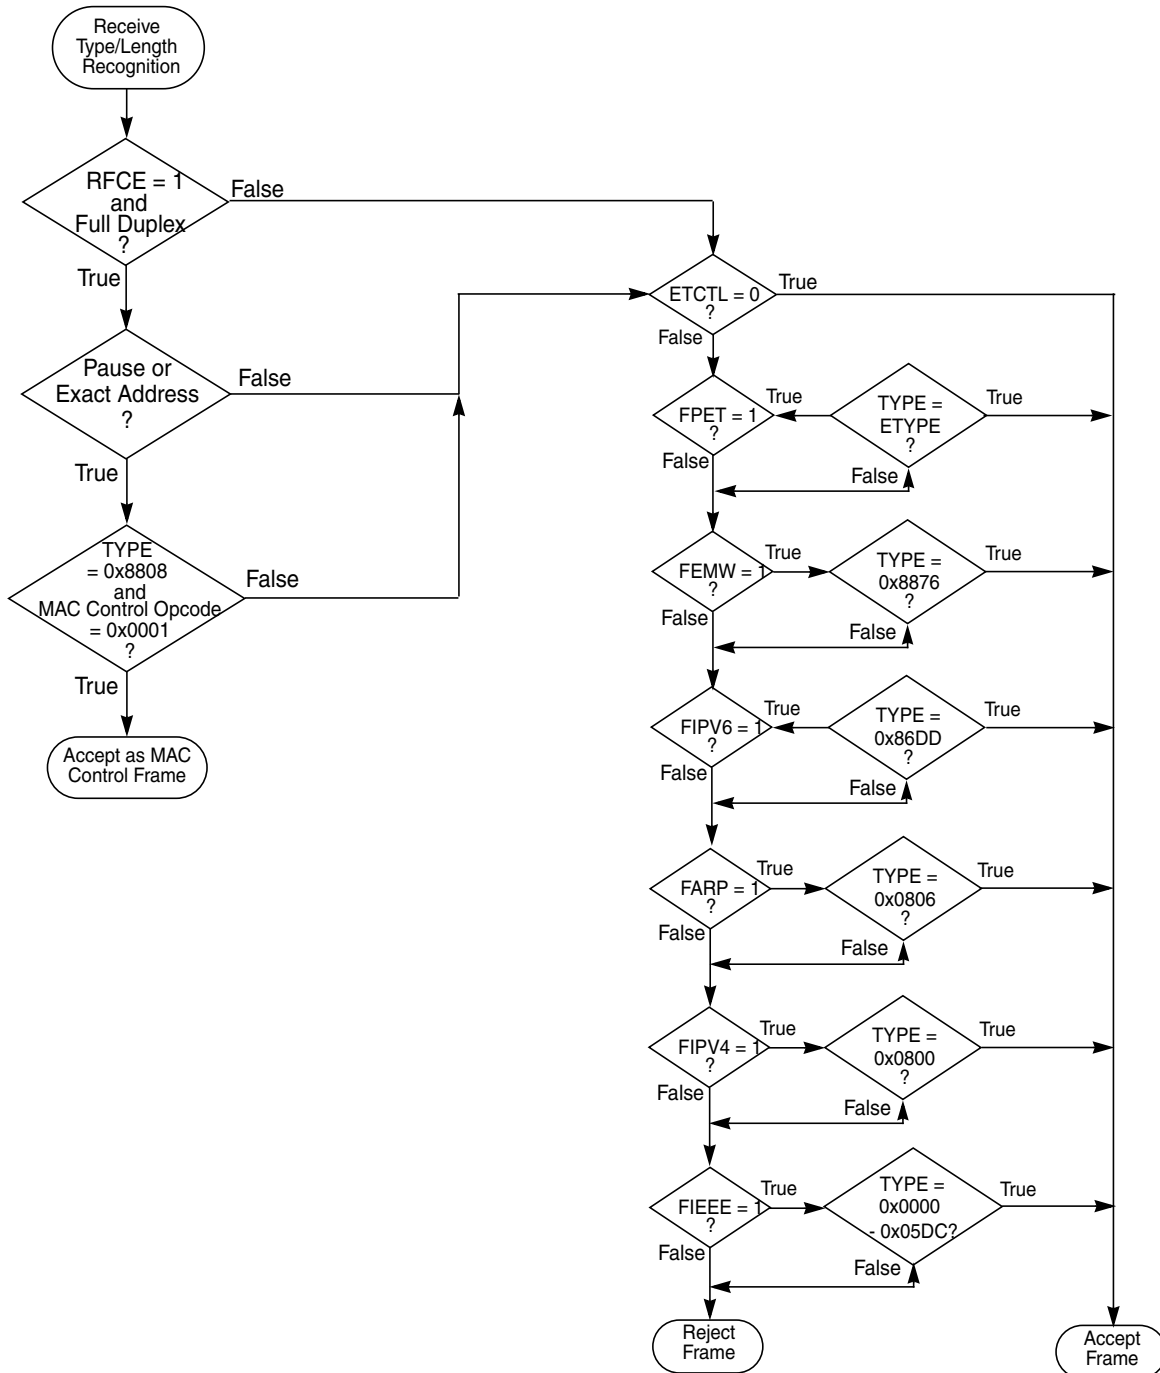 Receive
Type/Length
Recognition
RFCE = 1
and
Full Duplex
?
False
True
Pause or
Exact Address
?
False
True
TYPE
= 0x8808
and
MAC Control Opcode
= 0x0001
?
False
True
Accept as MAC
Control Frame
ETCTL = 0
?
True
False
FPET = 1
?
True
False
TYPE =
ETYPE
?
True
False
FEMW = 1
?
True
False
TYPE =
0x8876
?
True
False
FIPV6 = 1
?
True
False
TYPE =
0x86DD
?
True
False
FARP = 1
?
True
False
TYPE =
0x0806
?
True
False
FIPV4 = 1
?
True
False
TYPE =
0x0800
?
True
False
FIEEE = 1
?
True
False
TYPE =
0x0000
- 0x05DC?
True
False
Reject
Frame
Accept
Frame